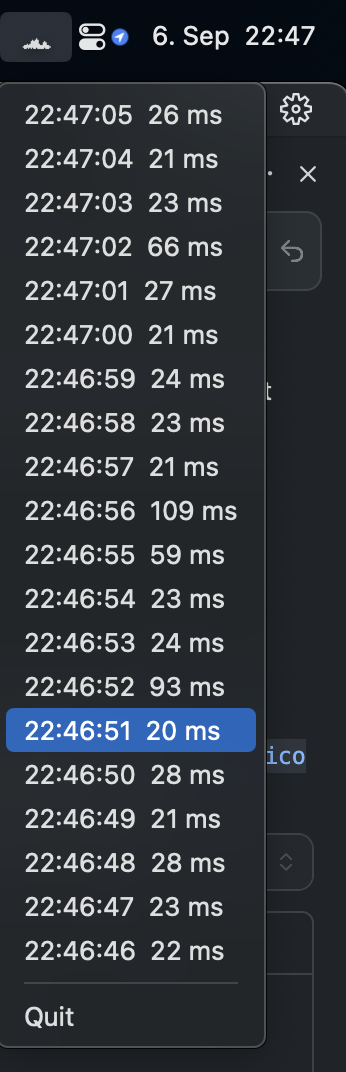 6. Sep 22:47
22:47:05 26 ms
22:47:04 21 ms
22:47:03 23 ms
22:47:02 66 ms
22:47:01 27 ms
22:47:00 21 ms
22:46:59 24 ms
22:46:58 23 ms
22:46:57 21 ms
22:46:56 109 ms
22:46:55 59 ms
22:46:54 23 ms
22:46:53 24 ms
22:46:52 93 ms
22:46:51 20 ms
22:46:50 28 ms
22:46:49 21 ms
22:46:48 28 ms
22:46:47 23 ms
22:46:46 22 ms
Quit
t
ico